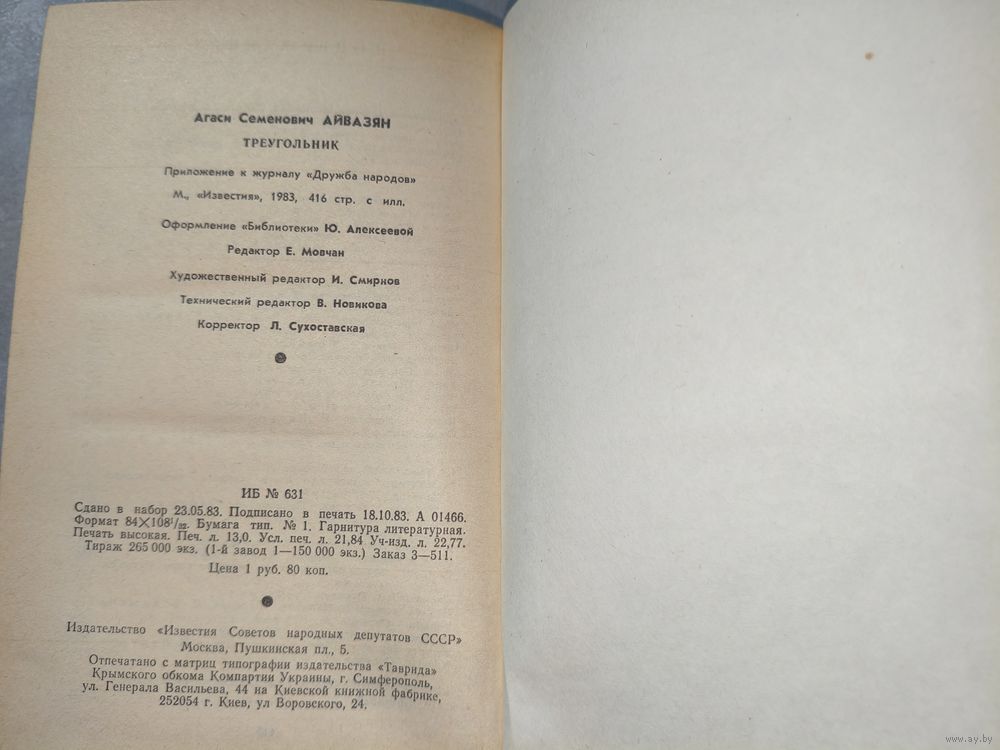 Агаси Семенович АЙВАЗЯН
ТРЕУГОЛЬНИК
Приложение к журналу «Дружба народов»
М., «Известия», 1983, 416 стр. с илл.
Оформление «Библиотеки» Ю. Алексеевой
Редактор Е. Мовчан
Художественный редактор И. Смирнов
Технический редактор В. Новикова
Корректор Л. Сухоставская
ИБ № 631
Сдано в набор 23.05.83. Подписано в печать 18.10.83. А 01466.
Формат 84×108¹/₃₂. Бумага тип. № 1. Гарнитура литературная.
Печать высокая. Печ. л. 13,0. Усл. печ. л. 21,84 Уч-изд. л. 22,77.
Тираж 265 000 экз. (1-й завод 1—150 000 экз.) Заказ 3—511.
Цена 1 руб. 80 коп.
Издательство «Известия Советов народных депутатов СССР»
Москва, Пушкинская пл., 5.
Отпечатано с матриц типографии издательства «Таврида»
Крымского обкома Компартии Украины, г. Симферополь,
ул. Генерала Васильева, 44 на Киевской книжной фабрике,
252054 г. Киев, ул Воровского, 24.
www.ay.by